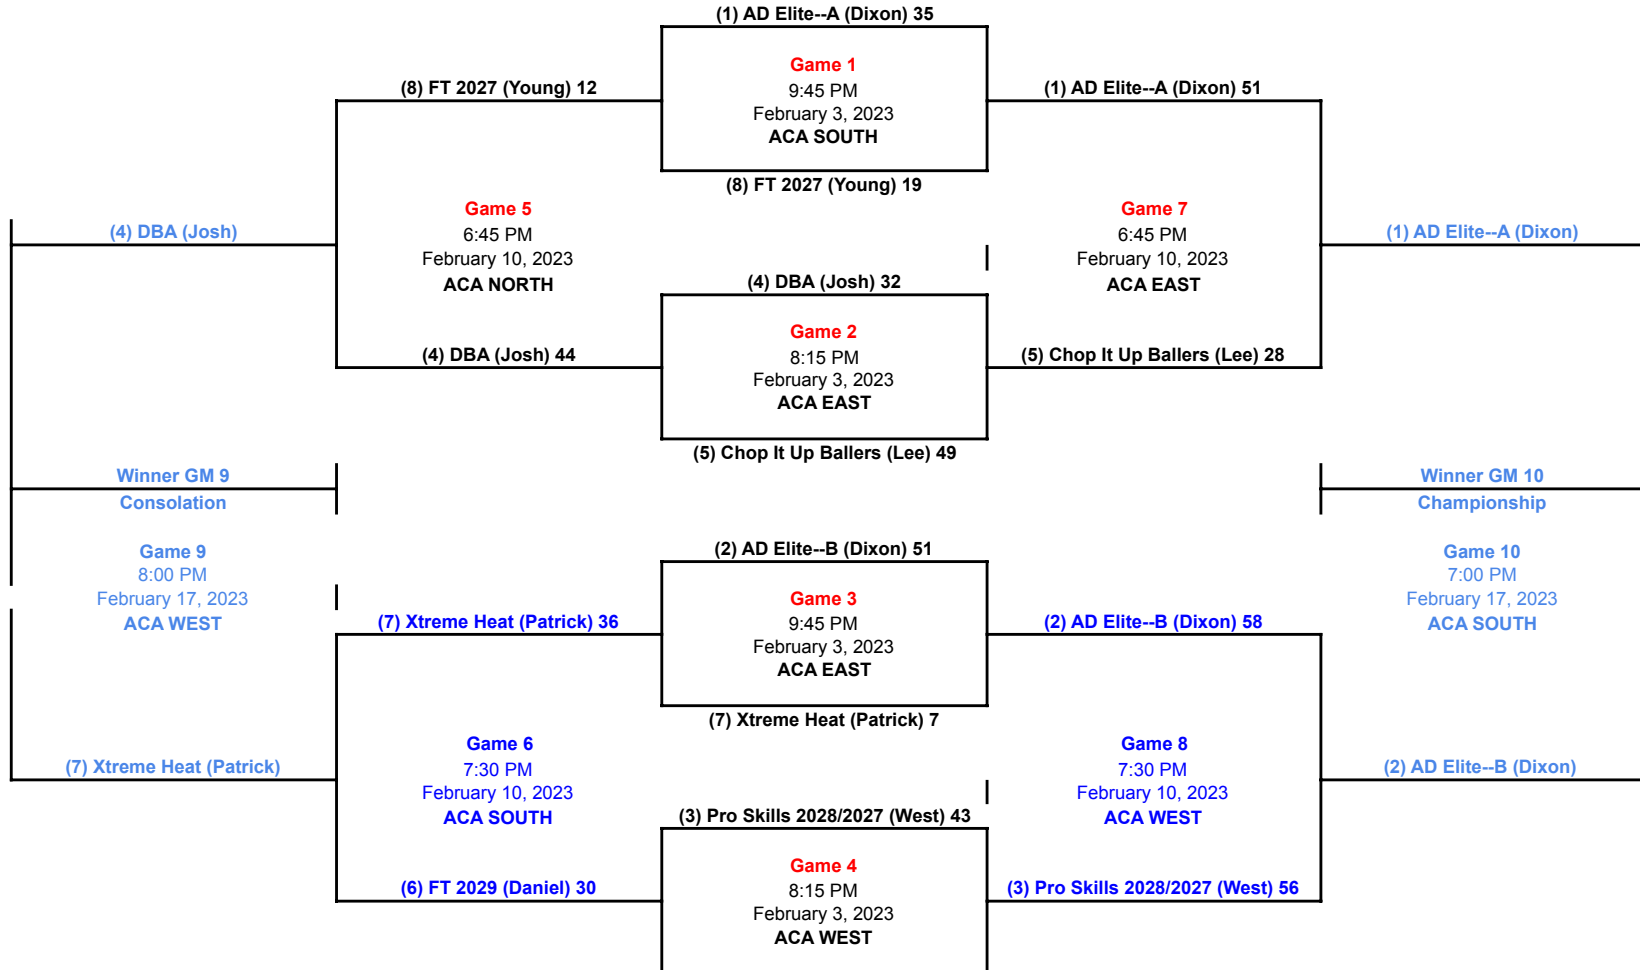 (1) AD Elite--A (Dixon) 35
Game 1
9:45 PM
February 3, 2023
ACA SOUTH
(8) FT 2027 (Young) 19
(8) FT 2027 (Young) 12
(1) AD Elite--A (Dixon) 51
Game 5
6:45 PM
February 10, 2023
ACA NORTH
Game 7
6:45 PM
February 10, 2023
ACA EAST
(4) DBA (Josh)
(1) AD Elite--A (Dixon)
(4) DBA (Josh) 32
Game 2
8:15 PM
February 3, 2023
ACA EAST
(5) Chop It Up Ballers (Lee) 49
(4) DBA (Josh) 44
(5) Chop It Up Ballers (Lee) 28
Winner GM 9
Consolation
Game 9
8:00 PM
February 17, 2023
ACA WEST
Winner GM 10
Championship
Game 10
7:00 PM
February 17, 2023
ACA SOUTH
(2) AD Elite--B (Dixon) 51
Game 3
9:45 PM
February 3, 2023
ACA EAST
(7) Xtreme Heat (Patrick) 7
(7) Xtreme Heat (Patrick) 36
(2) AD Elite--B (Dixon) 58
Game 6
7:30 PM
February 10, 2023
ACA SOUTH
Game 8
7:30 PM
February 10, 2023
ACA WEST
(7) Xtreme Heat (Patrick)
(2) AD Elite--B (Dixon)
(3) Pro Skills 2028/2027 (West) 43
Game 4
8:15 PM
February 3, 2023
ACA WEST
(6) FT 2029 (Daniel) 30
(3) Pro Skills 2028/2027 (West) 56